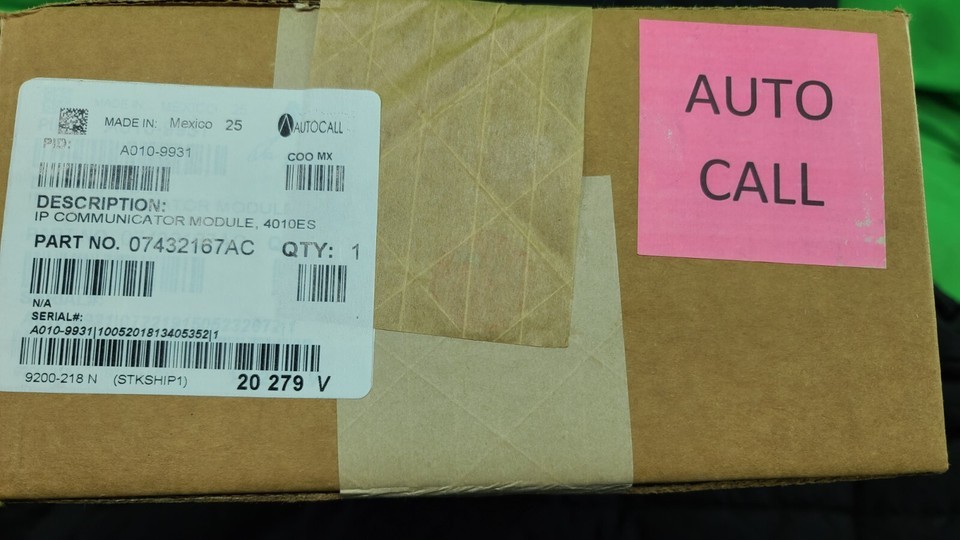 MADE IN: Mexico 25 AUTOCALL
PID: A010-9931
COO MX
DESCRIPTION:
IP COMMUNICATOR MODULE, 4010ES
PART NO. 07432167AC QTY: 1
N/A
SERIAL#:
A010-9931|1005201813405352|1
9200-218 N (STKSHIP1) 20 279 V
AUTO
CALL